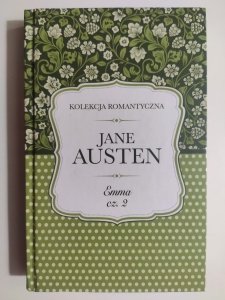 KOLEKCJA ROMANTYCZNA
JANE
AUSTEN
Emma
cz. 2